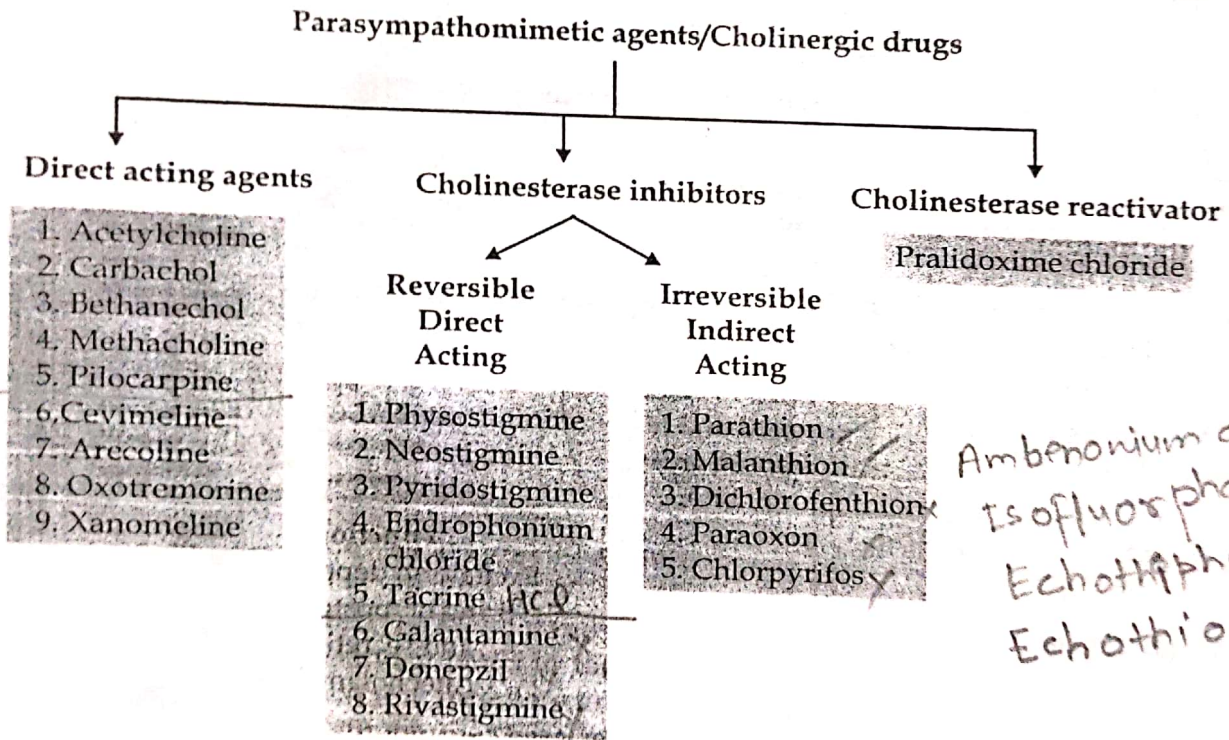 Parasympathomimetic agents/Cholinergic drugs
Direct acting agents
1. Acetylcholine
2. Carbachol
3. Bethanechol
4. Methacholine
5. Pilocarpine
6. Cevimeline
7. Arecoline
8. Oxotremorine
9. Xanomeline
Cholinesterase inhibitors
Reversible
Direct
Acting
1. Physostigmine
2. Neostigmine
3. Pyridostigmine
4. Endrophonium
chloride
5. Tacrine HCl
6. Galantamine
7. Donepzil
8. Rivastigmine
Irreversible
Indirect
Acting
1. Parathion
2. Malanthion
3. Dichlorofenthion
4. Paraoxon
5. Chlorpyrifos
Cholinesterase reactivator
Pralidoxime chloride
Ambenonium
Isofluorph
Echothiph
Echothio